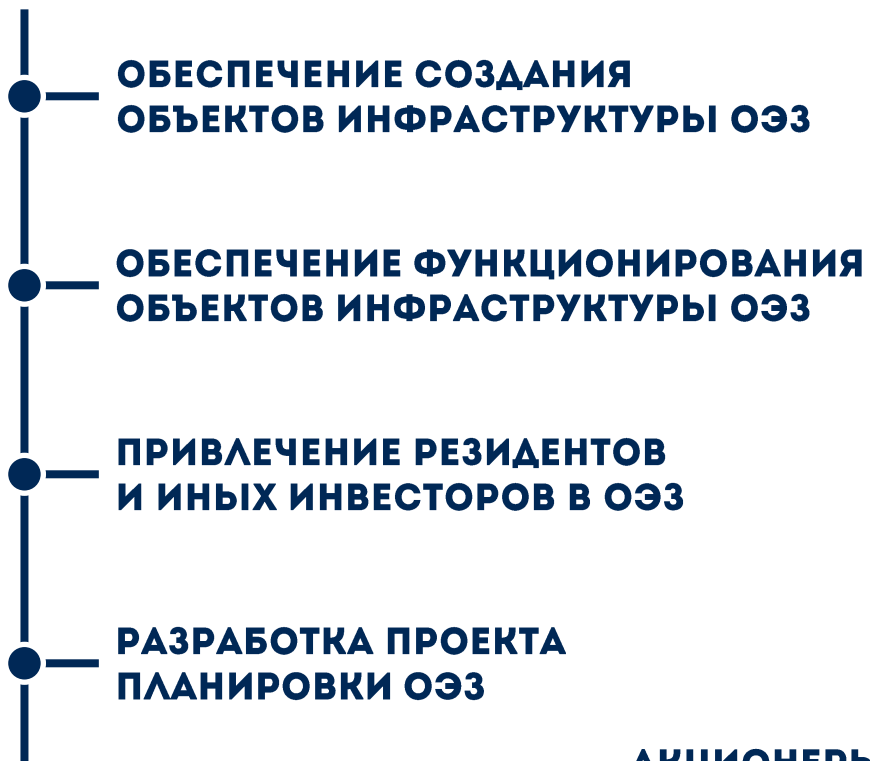 ОБЕСПЕЧЕНИЕ СОЗДАНИЯ
ОБЪЕКТОВ ИНФРАСТРУКТУРЫ ОЭЗ
ОБЕСПЕЧЕНИЕ ФУНКЦИОНИРОВАНИЯ
ОБЪЕКТОВ ИНФРАСТРУКТУРЫ ОЭЗ
ПРИВЛЕЧЕНИЕ РЕЗИДЕНТОВ
И ИНЫХ ИНВЕСТОРОВ В ОЭЗ
РАЗРАБОТКА ПРОЕКТА
ПЛАНИРОВКИ ОЭЗ